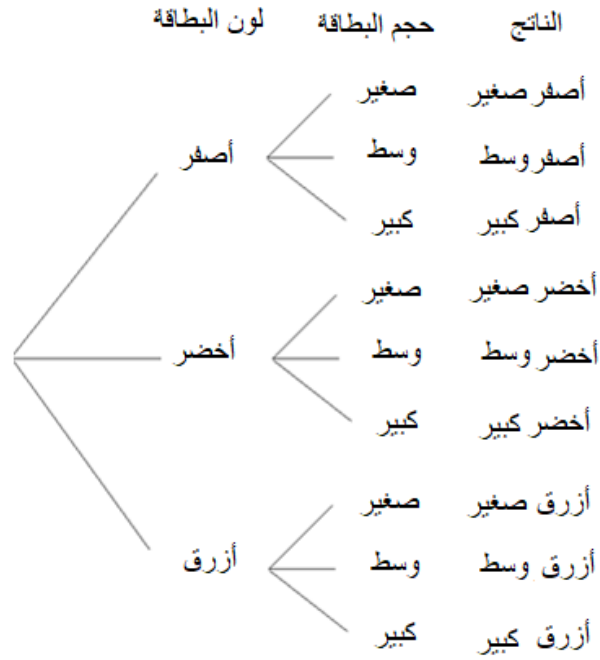 لون البطاقة حجم البطاقة الناتج
صغير أصفر صغير
أصفر وسط أصفر وسط
كبير أصفر كبير
صغير أخضر صغير
أخضر وسط أخضر وسط
كبير أخضر كبير
صغير أزرق صغير
أزرق وسط أزرق وسط
كبير أزرق كبير